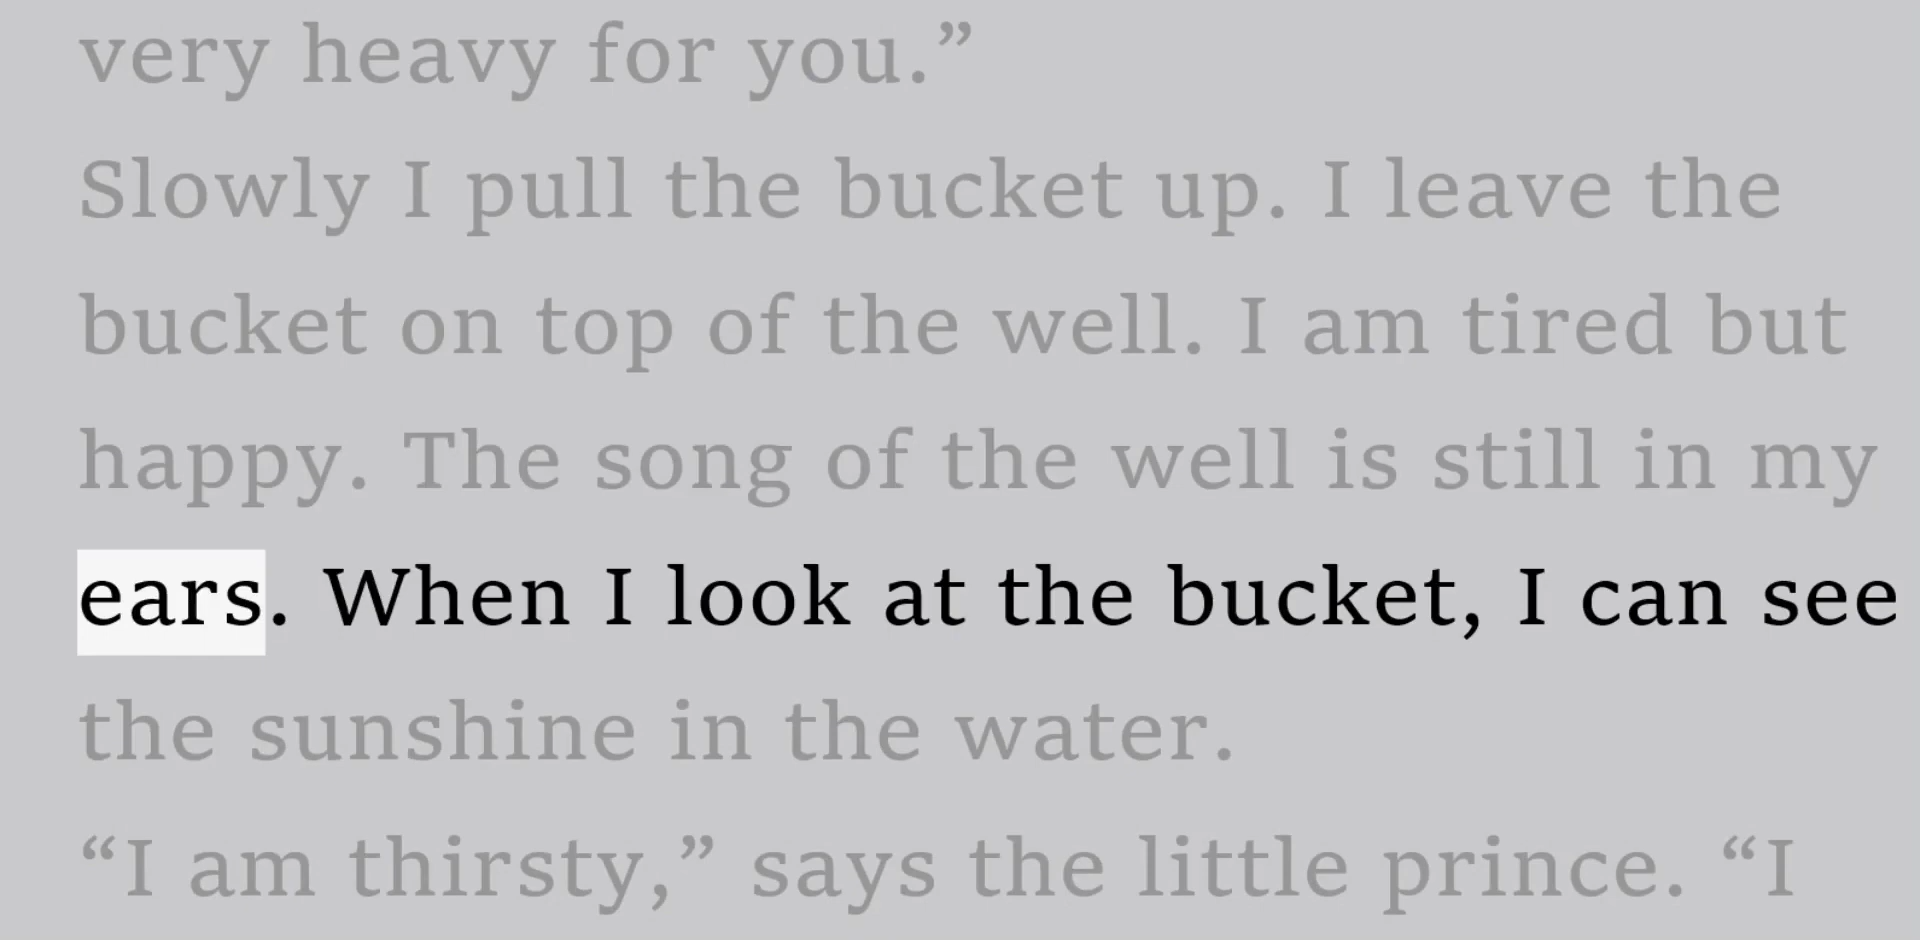 very heavy for you.”
Slowly I pull the bucket up. I leave the
bucket on top of the well. I am tired but
happy. The song of the well is still in my
ears. When I look at the bucket, I can see
the sunshine in the water.
“I am thirsty,” says the little prince. “I